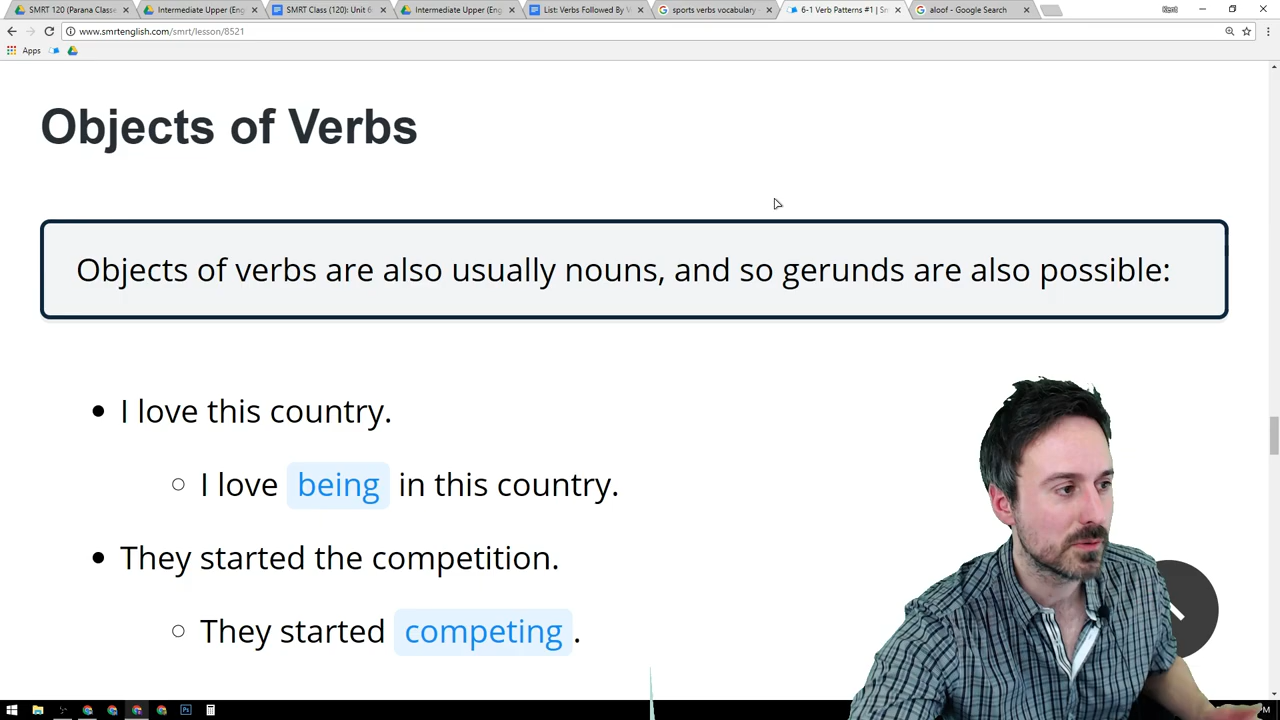 SMRT 120 (Parana Classe
Intermediate Upper (Eng
SMRT Class (120): Unit 6
Intermediate Upper (Eng
List: Verbs Followed By V
sports verbs vocabulary
6-1 Verb Patterns #1 | Sm
aloof - Google Search
Kent
www.smrtenglish.com/smrt/lesson/8521
Apps
Objects of Verbs
Objects of verbs are also usually nouns, and so gerunds are also possible:
I love this country.
I love being in this country.
They started the competition.
They started competing.